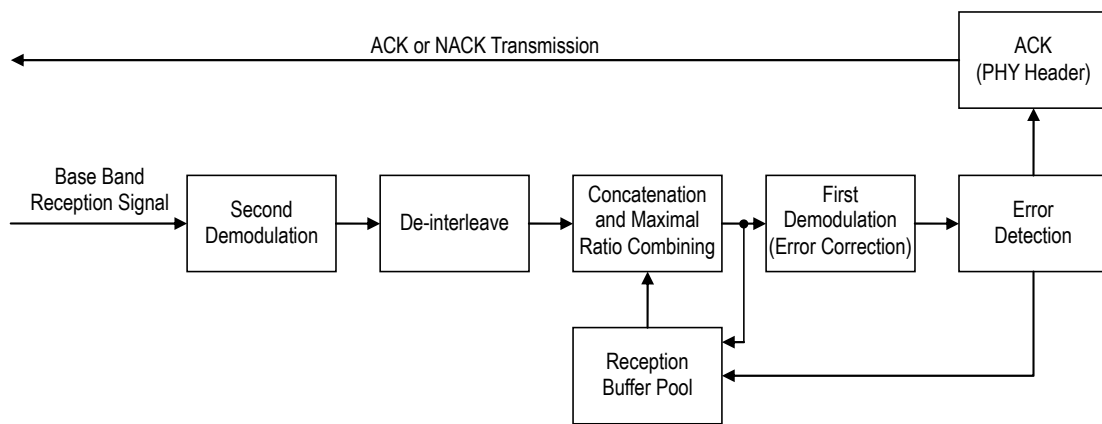 ACK or NACK Transmission
ACK
(PHY Header)
Base Band
Reception Signal
Second
Demodulation
De-interleave
Concatenation
and Maximal
Ratio Combining
First
Demodulation
(Error Correction)
Error
Detection
Reception
Buffer Pool